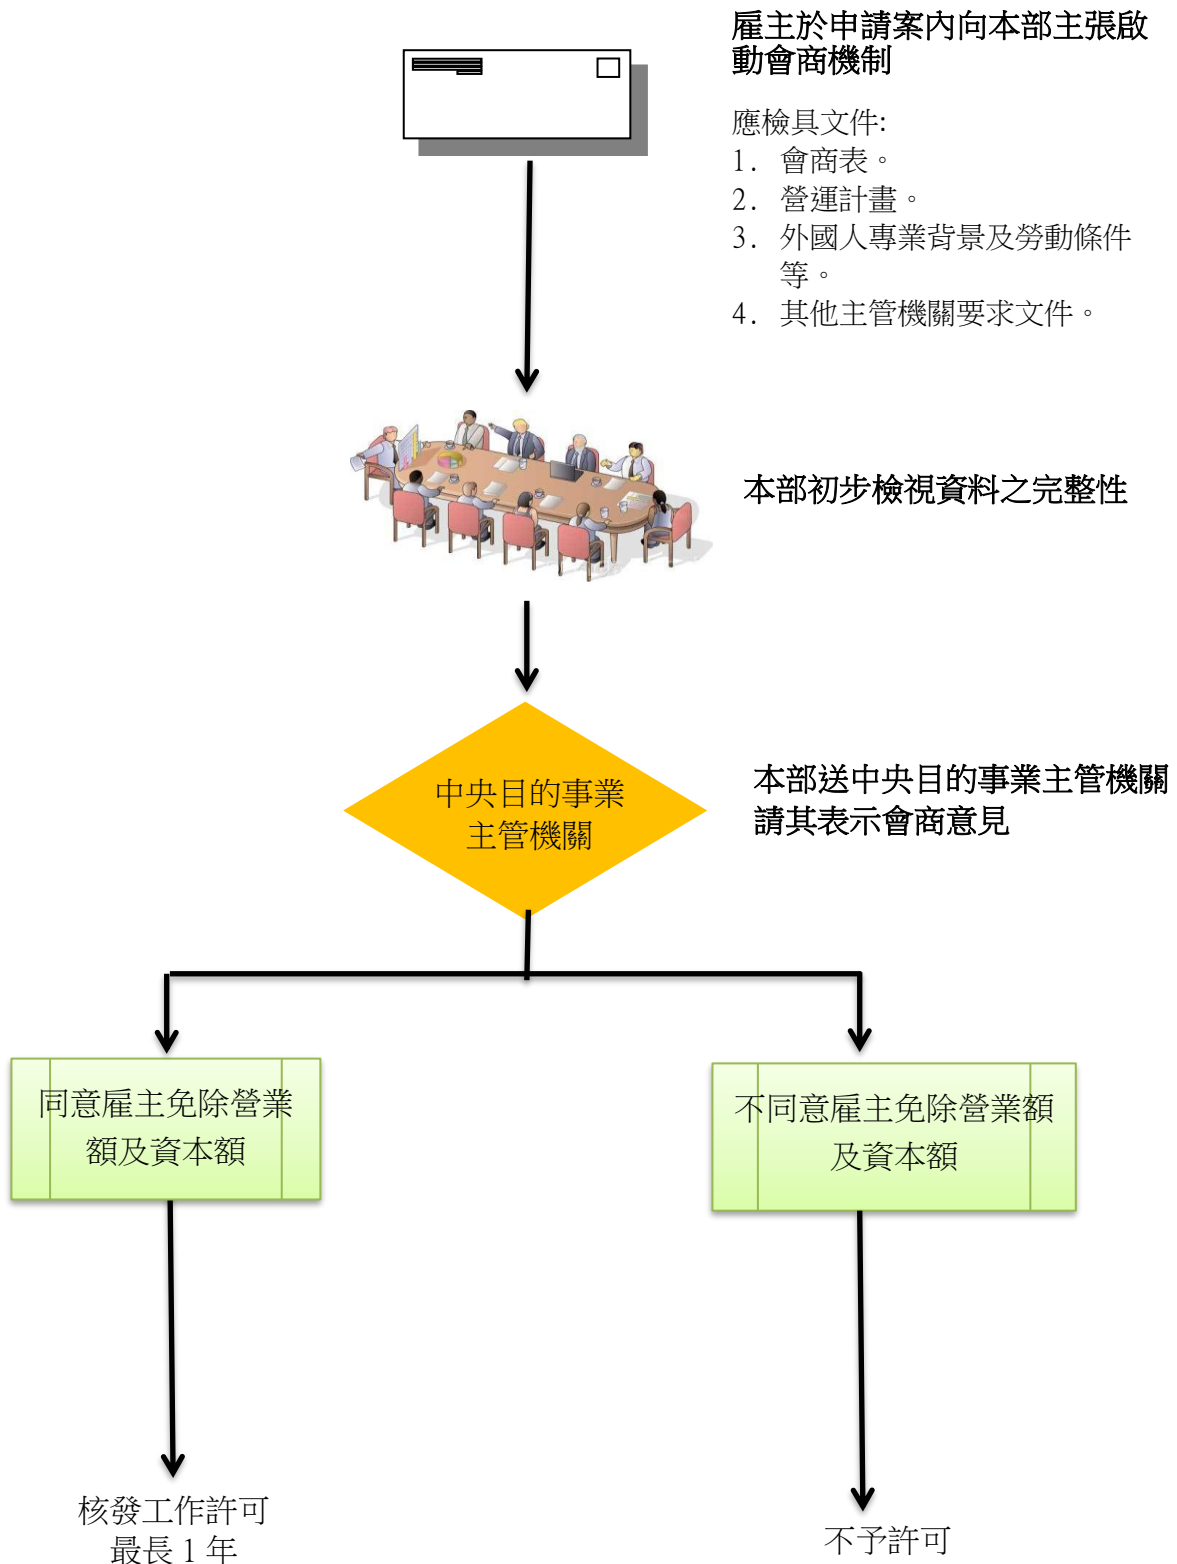 雇主於申請案內向本部主張啟
動會商機制
應檢具文件:
1. 會商表。
2. 營運計畫。
3. 外國人專業背景及勞動條件
等。
4. 其他主管機關要求文件。
本部初步檢視資料之完整性
中央目的事業
主管機關
本部送中央目的事業主管機關
請其表示會商意見
同意雇主免除營業
額及資本額
不同意雇主免除營業額
及資本額
核發工作許可
最長 1 年
不予許可